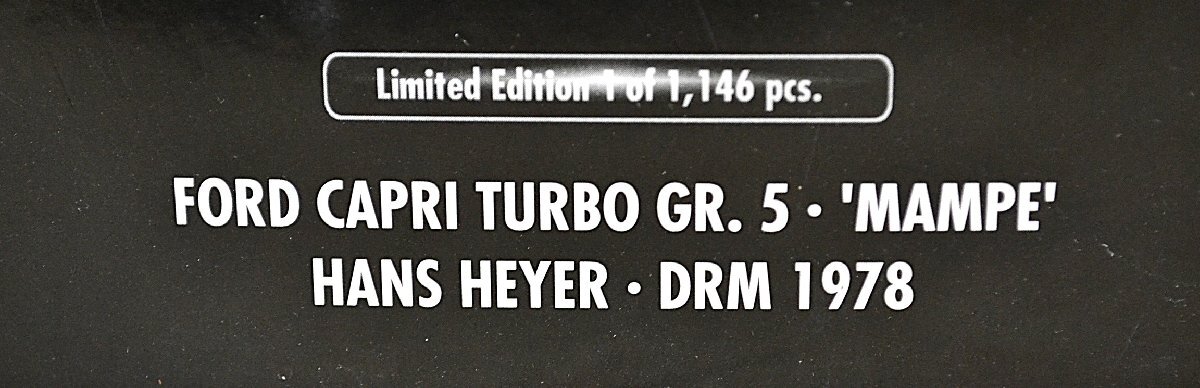 Limited Edition 1 of 1,146 pcs.
FORD CAPRI TURBO GR. 5 • 'MAMPE'
HANS HEYER • DRM 1978